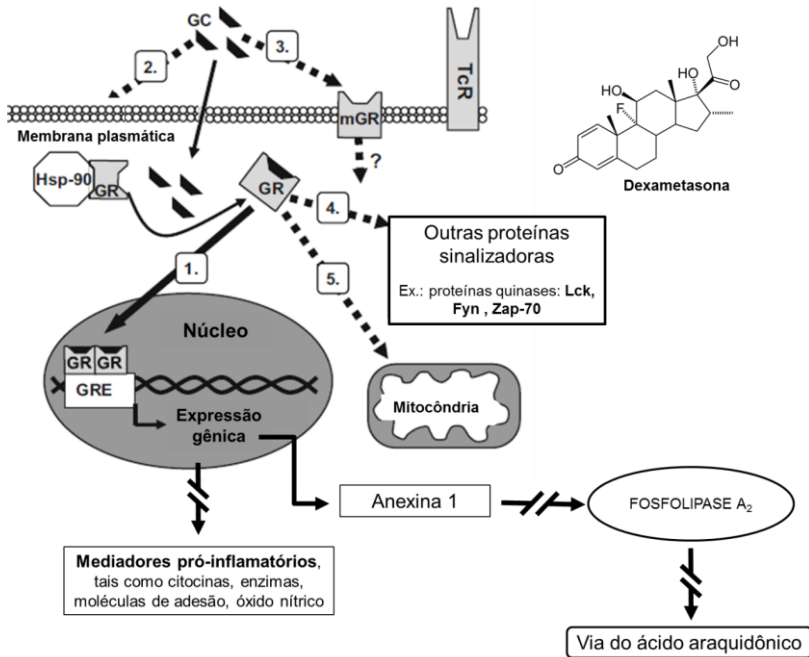 GC
2.
3.
TcR
mGR
Membrana plasmática
?
Hsp-90
GR
GR
4.
1.
5.
Outras proteínas
sinalizadoras
Ex.: proteínas quinases: Lck,
Fyn , Zap-70
OH
HO
HO
O
F
O
Dexametasona
Núcleo
GR GR
GRE
Expressão
gênica
Mitocôndria
Anexina 1
FOSFOLIPASE A₂
Mediadores pró-inflamatórios,
tais como citocinas, enzimas,
moléculas de adesão, óxido nítrico
Via do ácido araquidônico